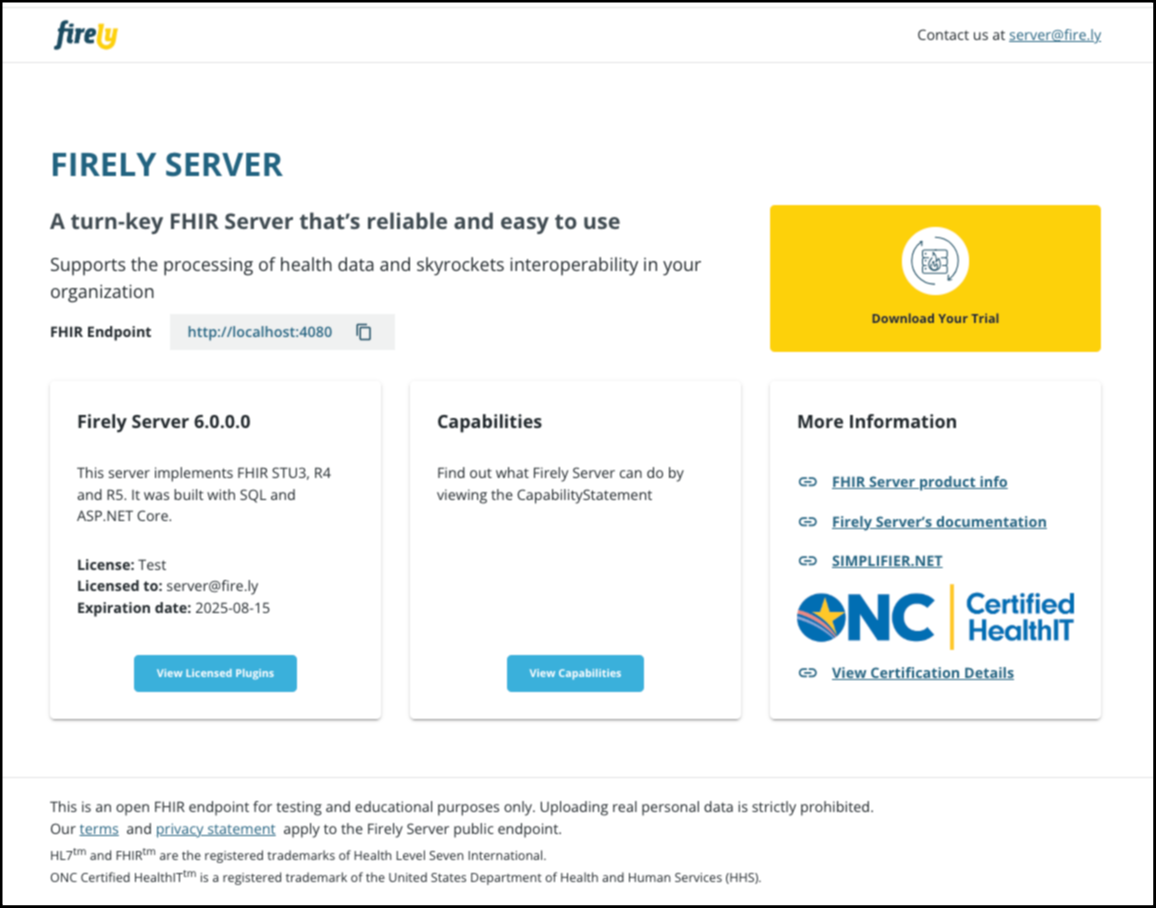 firely
Contact us at server@fire.ly
FIRELY SERVER
A turn-key FHIR Server that's reliable and easy to use
Supports the processing of health data and skyrockets interoperability in your
organization
FHIR Endpoint http://localhost:4080
Download Your Trial
Firely Server 6.0.0.0
This server implements FHIR STU3, R4
and R5. It was built with SQL and
ASP.NET Core.
License: Test
Licensed to: server@fire.ly
Expiration date: 2025-08-15
View Licensed Plugins
Capabilities
Find out what Firely Server can do by
viewing the CapabilityStatement
View Capabilities
More Information
FHIR Server product info
Firely Server's documentation
SIMPLIFIER.NET
ONC Certified
HealthIT
View Certification Details
This is an open FHIR endpoint for testing and educational purposes only. Uploading real personal data is strictly prohibited.
Our terms and privacy statement apply to the Firely Server public endpoint.
HL7tm and FHIRtm are the registered trademarks of Health Level Seven International.
ONC Certified HealthITtm is a registered trademark of the United States Department of Health and Human Services (HHS).